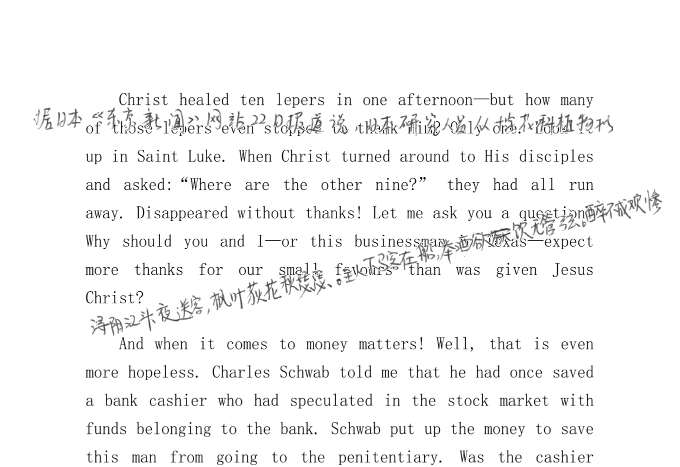 Christ healed ten lepers in one afternoon—but how many
据日本《东京新闻》网站22日报道说，日本研究人员从
of those lepers even stopped to thank Him? Only one. Look it
up in Saint Luke. When Christ turned around to His disciples
and asked:“Where are the other nine?” they had all run
away. Disappeared without thanks! Let me ask you a question:
Why should you and I—or this businessman in Texas—expect
more thanks for our small favours than was given Jesus
Christ?
浔阳江头夜送客，枫叶荻花秋瑟瑟。主人下马客在船，举酒欲饮无管弦。醉不成欢惨
And when it comes to money matters! Well, that is even
more hopeless. Charles Schwab told me that he had once saved
a bank cashier who had speculated in the stock market with
funds belonging to the bank. Schwab put up the money to save
this man from going to the penitentiary. Was the cashier